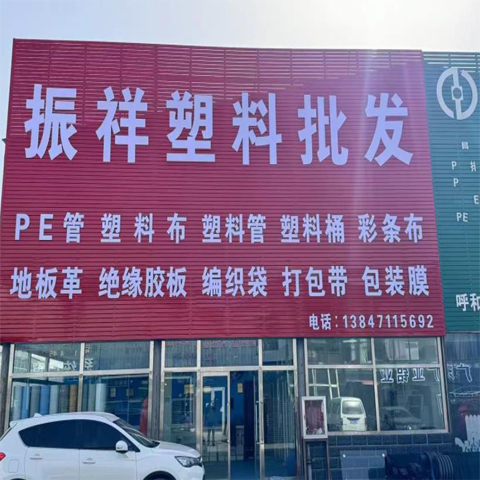 振祥塑料批发
PE管 塑料布 塑料管 塑料桶 彩条布
地板革 绝缘胶板 编织袋 打包带 包装膜
电话：13847115692
P
P
PE
呼和